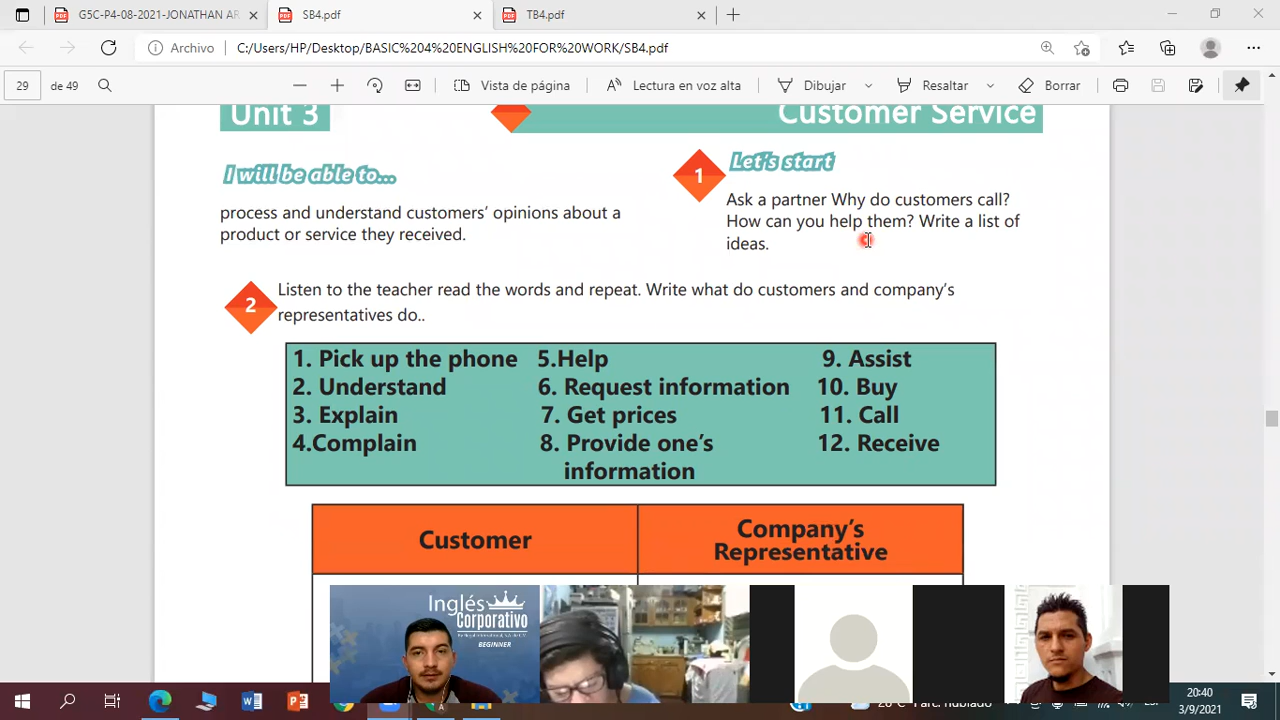 G5C-P4-08-2021-JONATHAN AR
SB4.pdf
TB4.pdf
Archivo
C:/Users/HP/Desktop/BASIC%204%20ENGLISH%20FOR%20WORK/SB4.pdf
29
de 49
Vista de página
Lectura en voz alta
Dibujar
Resaltar
Borrar
Unit 3
Customer Service
I will be able to...
process and understand customers' opinions about a
product or service they received.
1
Let's start
Ask a partner Why do customers call?
How can you help them? Write a list of
ideas.
2
Listen to the teacher read the words and repeat. Write what do customers and company's
representatives do..
1. Pick up the phone
2. Understand
3. Explain
4.Complain
5.Help
6. Request information
7. Get prices
8. Provide one's
information
9. Assist
10. Buy
11. Call
12. Receive
Customer
Company's
Representative
Inglés
Corporativo
BEGINNER
20:40
3/9/2021